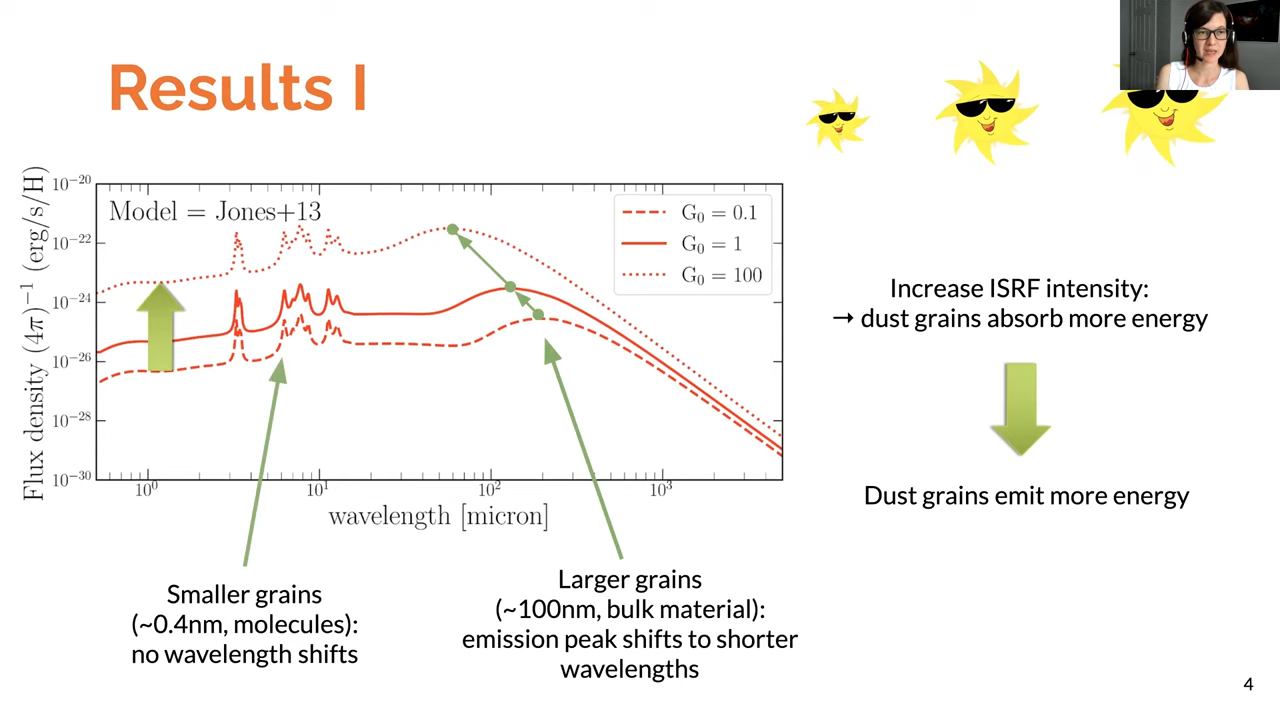 Results I
Flux density (4π)⁻¹ (erg/s/H)
10⁻²⁰
10⁻²²
10⁻²⁴
10⁻²⁶
10⁻²⁸
10⁻³⁰
Model = Jones+13
G₀ = 0.1
G₀ = 1
G₀ = 100
10⁰ 10¹ 10² 10³
wavelength [micron]
Increase ISRF intensity:
→ dust grains absorb more energy
Dust grains emit more energy
Smaller grains
(~0.4nm, molecules):
no wavelength shifts
Larger grains
(~100nm, bulk material):
emission peak shifts to shorter
wavelengths
4